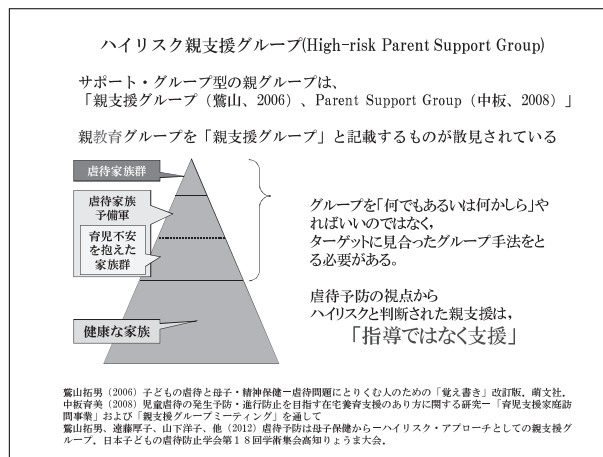 ハイリスク親支援グループ(High-risk Parent Support Group)
サポート・グループ型の親グループは、
「親支援グループ（鷲山、2006）、Parent Support Group（中板、2008）」
親教育グループを「親支援グループ」と記載するものが散見されている
虐待家族群
虐待家族
予備軍
育児不安
を抱えた
家族群
健康な家族
グループを「何でもあるいは何かしら」や
ればいいのではなく，
ターゲットに見合ったグループ手法をと
る必要がある。
虐待予防の視点から
ハイリスクと判断された親支援は，
「指導ではなく支援」
鷲山拓男（2006）子どもの虐待と母子・精神保健ー虐待問題にとりくむ人のための「覚え書き」改訂版．萌文社．
中板育美（2008）児童虐待の発生予防・進行防止を目指す在宅養育支援のあり方に関する研究ー「育児支援家庭訪
問事業」および「親支援グループミーティング」を通して
鷲山拓男、遠藤厚子、山下洋子、他（2012）虐待予防は母子保健からーハイリスク・アプローチとしての親支援グ
ループ．日本子どもの虐待防止学会第１８回学術集会高知りょうま大会．